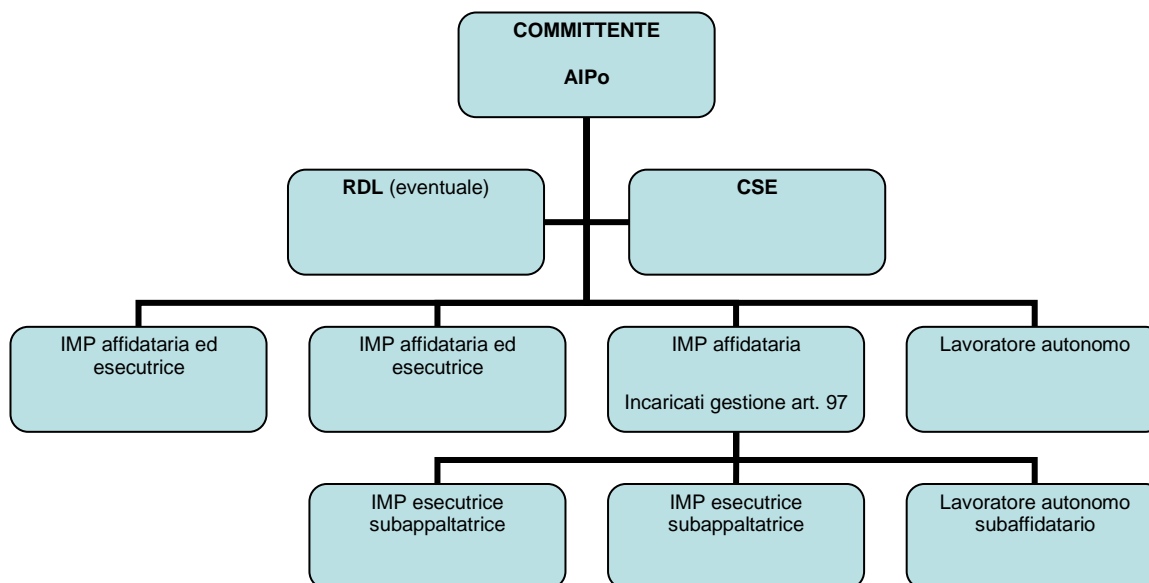 COMMITTENTE
AIPo
RDL (eventuale)
CSE
IMP affidataria ed
esecutrice
IMP affidataria ed
esecutrice
IMP affidataria
Incaricati gestione art. 97
Lavoratore autonomo
IMP esecutrice
subappaltatrice
IMP esecutrice
subappaltatrice
Lavoratore autonomo
subaffidatario